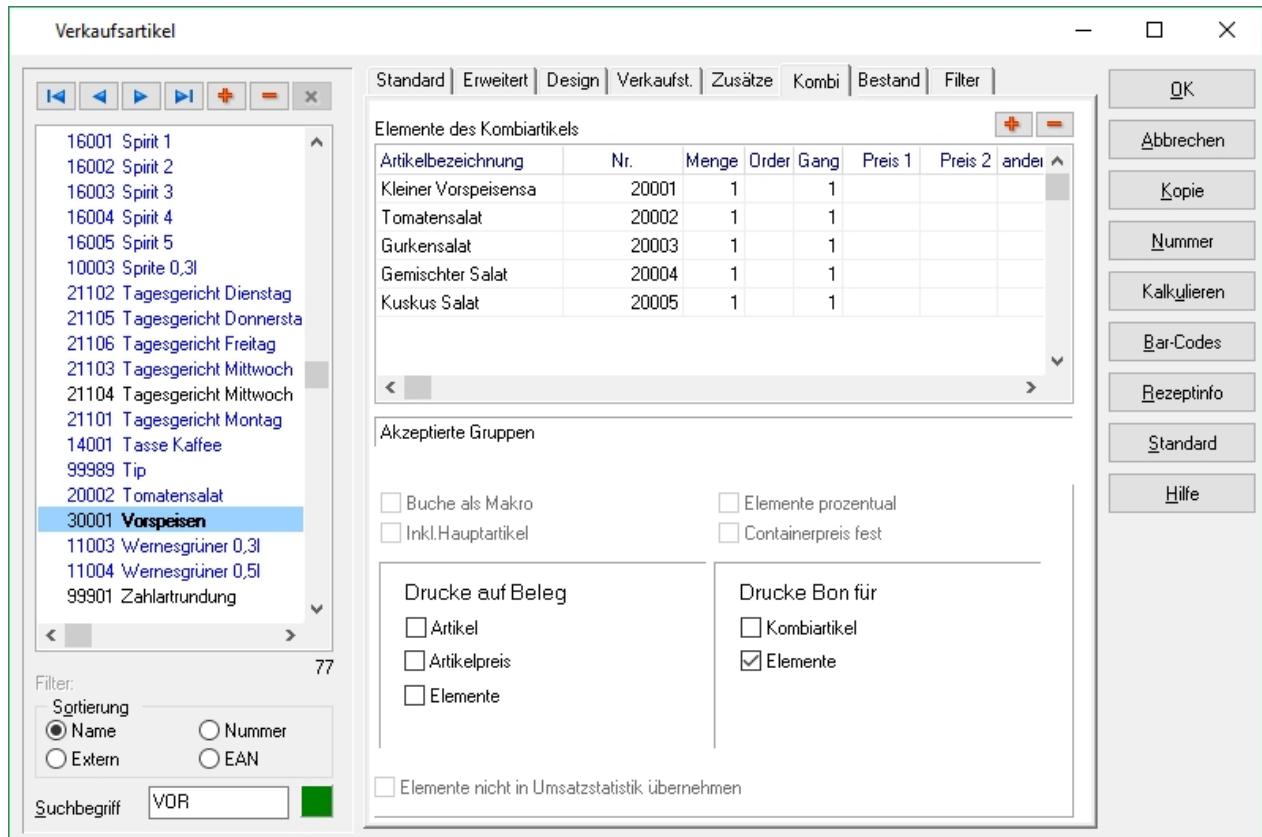 Verkaufsartikel
16001 Spirit 1
16002 Spirit 2
16003 Spirit 3
16004 Spirit 4
16005 Spirit 5
10003 Sprite 0,3l
21102 Tagesgericht Dienstag
21105 Tagesgericht Donnersta
21106 Tagesgericht Freitag
21103 Tagesgericht Mittwoch
21104 Tagesgericht Mittwoch
21101 Tagesgericht Montag
14001 Tasse Kaffee
99989 Tip
20002 Tomatensalat
30001 Vorspeisen
11003 Wernesgrüner 0,3l
11004 Wernesgrüner 0,5l
99901 Zahlartrundung
77
Filter:
Sortierung
Name Nummer
Extern EAN
Suchbegriff VOR
Standard Erweitert Design Verkaufst. Zusätze Kombi Bestand Filter
Elemente des Kombiartikels
Artikelbezeichnung Nr. Menge Order Gang Preis 1 Preis 2 ander
Kleiner Vorspeisensa 20001 1 1
Tomatensalat 20002 1 1
Gurkensalat 20003 1 1
Gemischter Salat 20004 1 1
Kuskus Salat 20005 1 1
Akzeptierte Gruppen
Buche als Makro Elemente prozentual
Inkl.Hauptartikel Containerpreis fest
Drucke auf Beleg
Artikel
Artikelpreis
Elemente
Drucke Bon für
Kombiartikel
Elemente
Elemente nicht in Umsatzstatistik übernehmen
OK
Abbrechen
Kopie
Nummer
Kalkulieren
Bar-Codes
Rezeptinfo
Standard
Hilfe